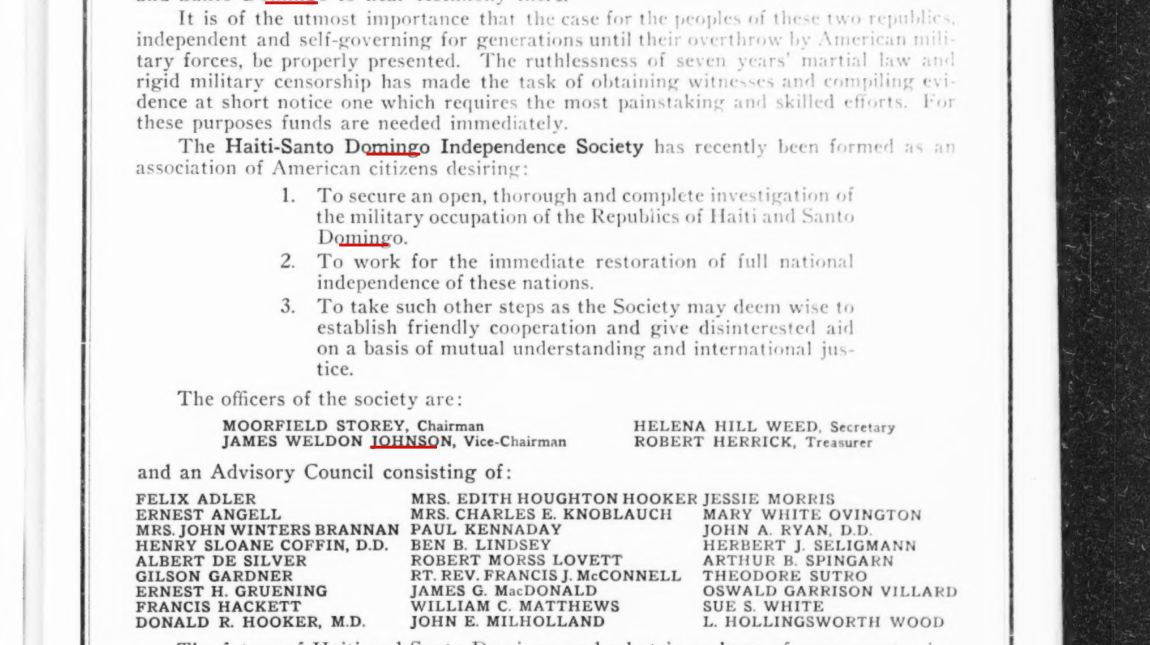 It is of the utmost importance that the case for the peoples of these two republics,
independent and self-governing for generations until their overthrow by American mili-
tary forces, be properly presented. The ruthlessness of seven years' martial law and
rigid military censorship has made the task of obtaining witnesses and compiling evi-
dence at short notice one which requires the most painstaking and skilled efforts. For
these purposes funds are needed immediately.
The Haiti-Santo Domingo Independence Society has recently been formed as an
association of American citizens desiring:
1. To secure an open, thorough and complete investigation of
the military occupation of the Republics of Haiti and Santo
Domingo.
2. To work for the immediate restoration of full national
independence of these nations.
3. To take such other steps as the Society may deem wise to
establish friendly cooperation and give disinterested aid
on a basis of mutual understanding and international jus-
tice.
The officers of the society are:
MOORFIELD STOREY, Chairman HELENA HILL WEED, Secretary
JAMES WELDON JOHNSON, Vice-Chairman ROBERT HERRICK, Treasurer
and an Advisory Council consisting of:
FELIX ADLER MRS. EDITH HOUGHTON HOOKER JESSIE MORRIS
ERNEST ANGELL MRS. CHARLES E. KNOBLAUCH MARY WHITE OVINGTON
MRS. JOHN WINTERS BRANNAN PAUL KENNADAY JOHN A. RYAN, D.D.
HENRY SLOANE COFFIN, D.D. BEN B. LINDSEY HERBERT J. SELIGMANN
ALBERT DE SILVER ROBERT MORSS LOVETT ARTHUR B. SPINGARN
GILSON GARDNER RT. REV. FRANCIS J. McCONNELL THEODORE SUTRO
ERNEST H. GRUENING JAMES G. MacDONALD OSWALD GARRISON VILLARD
FRANCIS HACKETT WILLIAM C. MATTHEWS SUE S. WHITE
DONALD R. HOOKER, M.D. JOHN E. MILHOLLAND L. HOLLINGSWORTH WOOD